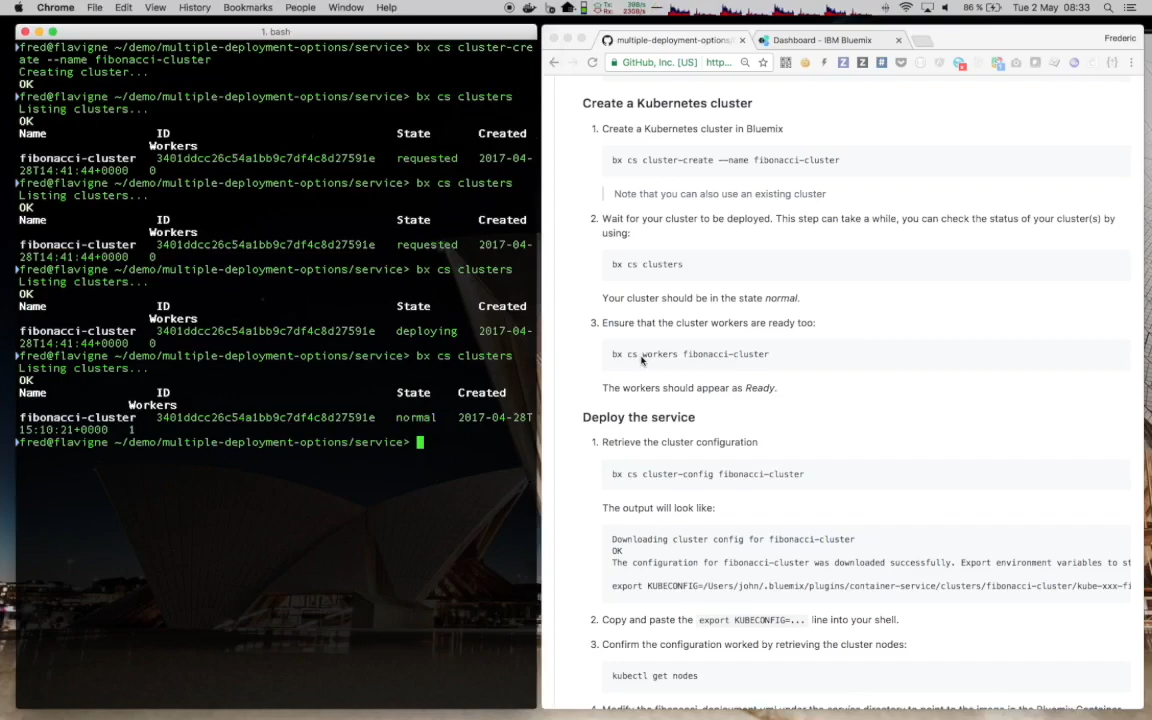 Chrome File Edit View History Bookmarks People Window Help
86 % Tue 2 May 08:33
1. bash
fred@flavigne ~/demo/multiple-deployment-options/service> bx cs cluster-cre
ate --name fibonacci-cluster
Creating cluster...
OK
fred@flavigne ~/demo/multiple-deployment-options/service> bx cs clusters
Listing clusters...
OK
Name ID State Created
Workers
fibonacci-cluster 3401ddcc26c54a1bb9c7df4c8d27591e requested 2017-04-
28T14:41:44+0000 0
fred@flavigne ~/demo/multiple-deployment-options/service> bx cs clusters
Listing clusters...
OK
Name ID State Created
Workers
fibonacci-cluster 3401ddcc26c54a1bb9c7df4c8d27591e requested 2017-04-
28T14:41:44+0000 0
fred@flavigne ~/demo/multiple-deployment-options/service> bx cs clusters
Listing clusters...
OK
Name ID State Created
Workers
fibonacci-cluster 3401ddcc26c54a1bb9c7df4c8d27591e deploying 2017-04-
28T14:41:44+0000 0
fred@flavigne ~/demo/multiple-deployment-options/service> bx cs clusters
Listing clusters...
OK
Name ID State Created
Workers
fibonacci-cluster 3401ddcc26c54a1bb9c7df4c8d27591e normal 2017-04-28T
15:10:21+0000 1
fred@flavigne ~/demo/multiple-deployment-options/service>
multiple-deployment-options/ Dashboard - IBM Bluemix Frederic
GitHub, Inc. [US] http...
Create a Kubernetes cluster
1. Create a Kubernetes cluster in Bluemix
bx cs cluster-create --name fibonacci-cluster
Note that you can also use an existing cluster
2. Wait for your cluster to be deployed. This step can take a while, you can check the status of your cluster(s) by
using:
bx cs clusters
Your cluster should be in the state normal.
3. Ensure that the cluster workers are ready too:
bx cs workers fibonacci-cluster
The workers should appear as Ready.
Deploy the service
1. Retrieve the cluster configuration
bx cs cluster-config fibonacci-cluster
The output will look like:
Downloading cluster config for fibonacci-cluster
OK
The configuration for fibonacci-cluster was downloaded successfully. Export environment variables to st
export KUBECONFIG=/Users/john/.bluemix/plugins/container-service/clusters/fibonacci-cluster/kube-xxx-fi
2. Copy and paste the export KUBECONFIG=... line into your shell.
3. Confirm the configuration worked by retrieving the cluster nodes:
kubectl get nodes